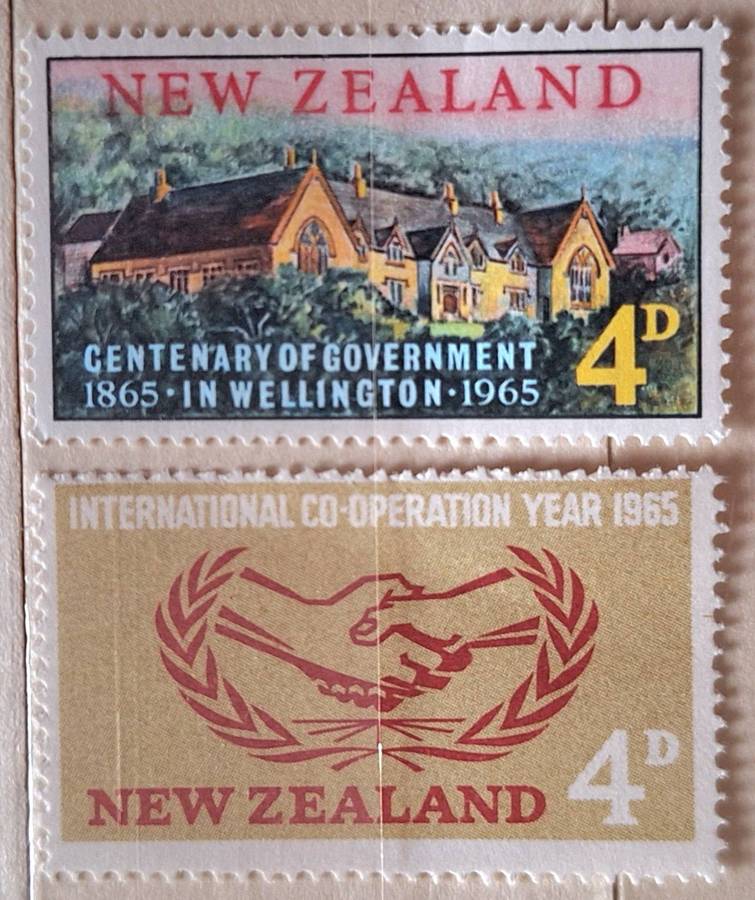 NEW ZEALAND
CENTENARY OF GOVERNMENT
1865 · IN WELLINGTON · 1965
4D
INTERNATIONAL CO-OPERATION YEAR 1965
4D
NEW ZEALAND